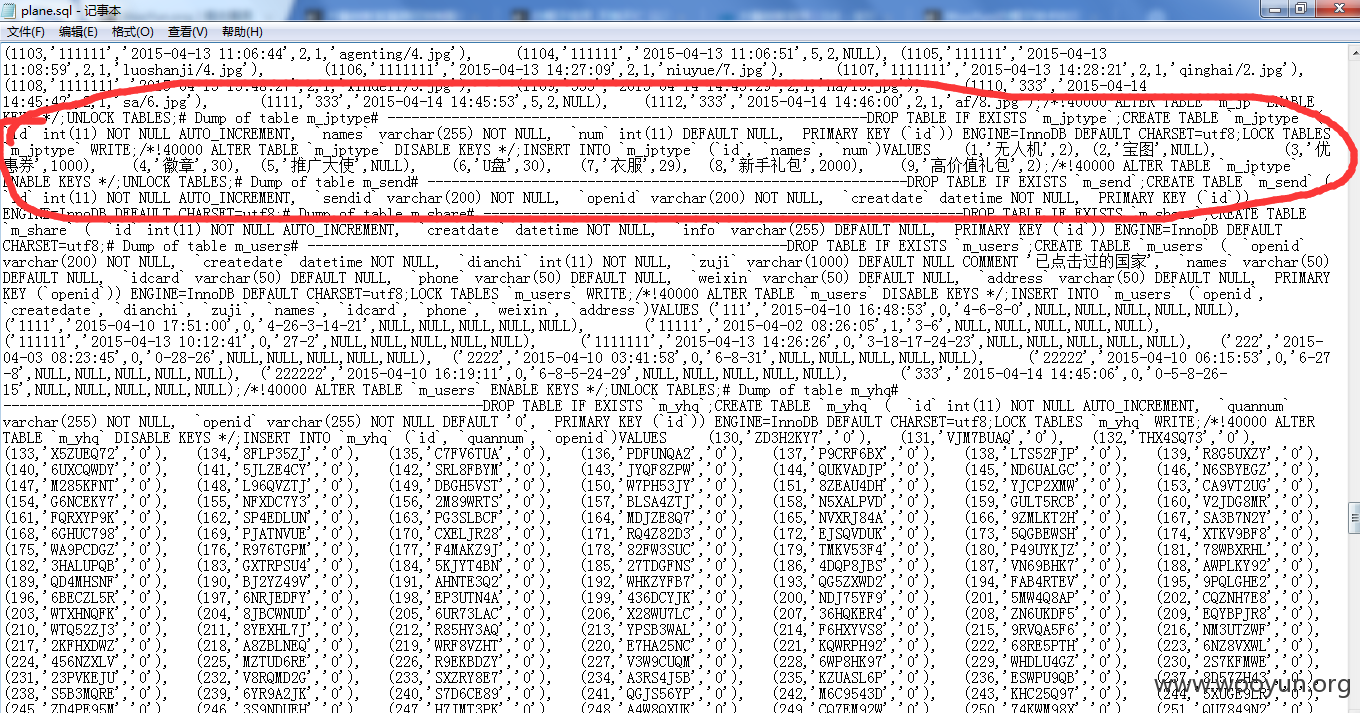 plane.sql - 记事本
文件(F) 编辑(E) 格式(O) 查看(V) 帮助(H)
(1103,'111111','2015-04-13 11:06:44',2,1,'agenting/4.jpg'), (1104,'111111','2015-04-13 11:06:51',5,2,NULL), (1105,'111111','2015-04-13
11:08:59',2,1,'luoshanji/4.jpg'), (1106,'1111111','2015-04-13 14:27:09',2,1,'niuyue/7.jpg'), (1107,'1111111','2015-04-13 14:28:21',2,1,'qinghai/2.jpg'),
(1108,'111111', (1110,'333','2015-04-14
14:45:47',2,1,'sa/6.jpg'), (1111,'333','2015-04-14 14:45:53',5,2,NULL), (1112,'333','2015-04-14 14:46:00',2,1,'af/8.jpg');/*!40000 ALTER TABLE `m_jp` ENABLE
KEYS */;UNLOCK TABLES;# Dump of table m_jptype# ------------------------------------------------------------DROP TABLE IF EXISTS `m_jptype`;CREATE TABLE `m_jptype` (
`id` int(11) NOT NULL AUTO_INCREMENT, `names` varchar(255) NOT NULL, `num` int(11) DEFAULT NULL, PRIMARY KEY (`id`)) ENGINE=InnoDB DEFAULT CHARSET=utf8;LOCK TABLES
`m_jptype` WRITE;/*!40000 ALTER TABLE `m_jptype` DISABLE KEYS */;INSERT INTO `m_jptype` (`id`, `names`, `num`)VALUES (1,'无人机',2), (2,'宝图',NULL), (3,'优
惠券',1000), (4,'徽章',30), (5,'推广大使',NULL), (6,'U盘',30), (7,'衣服',29), (8,'新手礼包',2000), (9,'高价值礼包',2);/*!40000 ALTER TABLE `m_jptype`
ENABLE KEYS */;UNLOCK TABLES;# Dump of table m_send# ------------------------------------------------------------DROP TABLE IF EXISTS `m_send`;CREATE TABLE `m_send` (
`id` int(11) NOT NULL AUTO_INCREMENT, `sendid` varchar(200) NOT NULL, `openid` varchar(200) NOT NULL, `creatdate` datetime NOT NULL, PRIMARY KEY (`id`))
ENGINE=InnoDB DEFAULT CHARSET=utf8;# Dump of table m_share# ------------------------------------------------------------DROP TABLE IF EXISTS `m_share`;CREATE TABLE
`m_share` ( `id` int(11) NOT NULL AUTO_INCREMENT, `creatdate` datetime NOT NULL, `info` varchar(255) DEFAULT NULL, PRIMARY KEY (`id`)) ENGINE=InnoDB DEFAULT
CHARSET=utf8;# Dump of table m_users# ------------------------------------------------------------DROP TABLE IF EXISTS `m_users`;CREATE TABLE `m_users` ( `openid`
varchar(200) NOT NULL, `createdate` datetime NOT NULL, `dianchi` int(11) NOT NULL, `zuji` varchar(1000) DEFAULT NULL COMMENT '已点击过的国家', `names` varchar(50)
DEFAULT NULL, `idcard` varchar(50) DEFAULT NULL, `phone` varchar(50) DEFAULT NULL, `weixin` varchar(50) DEFAULT NULL, `address` varchar(50) DEFAULT NULL, PRIMARY
KEY (`openid`)) ENGINE=InnoDB DEFAULT CHARSET=utf8;LOCK TABLES `m_users` WRITE;/*!40000 ALTER TABLE `m_users` DISABLE KEYS */;INSERT INTO `m_users` (`openid`,
`createdate`, `dianchi`, `zuji`, `names`, `idcard`, `phone`, `weixin`, `address`)VALUES ('111','2015-04-10 16:48:53',0,'4-6-8-0',NULL,NULL,NULL,NULL,NULL),
('1111','2015-04-10 17:51:00',0,'4-26-3-14-21',NULL,NULL,NULL,NULL,NULL), ('11111','2015-04-02 08:26:05',1,'3-6',NULL,NULL,NULL,NULL,NULL),
('111111','2015-04-13 10:12:41',0,'27-2',NULL,NULL,NULL,NULL,NULL), ('1111111','2015-04-13 14:26:26',0,'3-18-17-24-23',NULL,NULL,NULL,NULL,NULL), ('222','2015-
04-03 08:23:45',0,'0-28-26',NULL,NULL,NULL,NULL,NULL), ('2222','2015-04-10 03:41:58',0,'6-8-31',NULL,NULL,NULL,NULL,NULL), ('22222','2015-04-10 06:15:53',0,'6-27
-8',NULL,NULL,NULL,NULL,NULL), ('222222','2015-04-10 16:19:11',0,'6-8-5-24-29',NULL,NULL,NULL,NULL,NULL), ('333','2015-04-14 14:45:06',0,'0-5-8-26-
15',NULL,NULL,NULL,NULL,NULL);/*!40000 ALTER TABLE `m_users` ENABLE KEYS */;UNLOCK TABLES;# Dump of table m_yhq#
------------------------------------------------------------DROP TABLE IF EXISTS `m_yhq`;CREATE TABLE `m_yhq` ( `id` int(11) NOT NULL AUTO_INCREMENT, `quannum`
varchar(255) NOT NULL, `openid` varchar(255) NOT NULL DEFAULT '0', PRIMARY KEY (`id`)) ENGINE=InnoDB DEFAULT CHARSET=utf8;LOCK TABLES `m_yhq` WRITE;/*!40000 ALTER
TABLE `m_yhq` DISABLE KEYS */;INSERT INTO `m_yhq` (`id`, `quannum`, `openid`)VALUES (130,'ZD3H2KY7','0'), (131,'VJM7BUAQ','0'), (132,'THX4SQ73','0'),
(133,'X5ZUEQ72','0'), (134,'8FLP35ZJ','0'), (135,'C7FV6TUA','0'), (136,'PDFUNQA2','0'), (137,'P9CRF6BX','0'), (138,'LTS52FJP','0'), (139,'R8G5UXZY','0'),
(140,'6UXCQWDY','0'), (141,'5JLZE4CY','0'), (142,'SRL8FBYM','0'), (143,'JYQF8ZPW','0'), (144,'QUKVADJP','0'), (145,'ND6UALGC','0'), (146,'N6SBYEGZ','0'),
(147,'M285KFNT','0'), (148,'L96QVZTJ','0'), (149,'DBGH5VST','0'), (150,'W7PH53JY','0'), (151,'8ZEAU4DH','0'), (152,'YJCP2XMW','0'), (153,'CA9VT2UG','0'),
(154,'G6NCEKY7','0'), (155,'NFXDC7Y3','0'), (156,'2M89WRTS','0'), (157,'BLSA4ZTJ','0'), (158,'N5XALPVD','0'), (159,'GULT5RCB','0'), (160,'V2JDG8MR','0'),
(161,'FQRXYP9K','0'), (162,'SP4EDLUN','0'), (163,'PG3SLBCF','0'), (164,'MDJZE8Q7','0'), (165,'NVXRJ84A','0'), (166,'9ZMLKT2H','0'), (167,'SA3B7N2Y','0'),
(168,'6GHUC798','0'), (169,'PJATNVUE','0'), (170,'CXELJR28','0'), (171,'RQ4Z82D3','0'), (172,'EJSQVDUK','0'), (173,'5QGBEWSH','0'), (174,'XTKV9BF8','0'),
(175,'WA9PCDGZ','0'), (176,'R976TGPM','0'), (177,'F4MAKZ9J','0'), (178,'82FW3SUC','0'), (179,'TMKV53F4','0'), (180,'P49UYKJZ','0'), (181,'78WBXRHL','0'),
(182,'3HALUPQB','0'), (183,'GXTRPSU4','0'), (184,'5KJYT4BN','0'), (185,'27TDGFNS','0'), (186,'4DQP8JBS','0'), (187,'VN69BHK7','0'), (188,'AWPLKY92','0'),
(189,'QD4MHSNF','0'), (190,'BJ2YZ49V','0'), (191,'AHNTE3Q2','0'), (192,'WHKZYFB7','0'), (193,'QG5ZXWD2','0'), (194,'FAB4RTEV','0'), (195,'9PQLGHE2','0'),
(196,'6BECZL5R','0'), (197,'6NRJEDFY','0'), (198,'EP3UTN4A','0'), (199,'436DCYJK','0'), (200,'NDJ75YF9','0'), (201,'5MW4Q8AP','0'), (202,'CQZNH7E8','0'),
(203,'WTXHNQFK','0'), (204,'8JBCWNUD','0'), (205,'6UR73LAC','0'), (206,'X28WU7LC','0'), (207,'36HQKER4','0'), (208,'ZN6UKDF5','0'), (209,'EQYBPJR8','0'),
(210,'WTQ52ZJ3','0'), (211,'8YEXHL7J','0'), (212,'R85HY3AQ','0'), (213,'YPSB3WAL','0'), (214,'F6HXYVS8','0'), (215,'9RVQA5F6','0'), (216,'NM3UTZWF','0'),
(217,'2KFHXDWZ','0'), (218,'A8ZBLNEQ','0'), (219,'WRF8VZHT','0'), (220,'E7HA25NC','0'), (221,'KQWRPH92','0'), (222,'68RE5PTH','0'), (223,'6NZ8VXWL','0'),
(224,'456NZXLV','0'), (225,'MZTUD6RE','0'), (226,'R9EKBDZY','0'), (227,'V3W9CUQM','0'), (228,'6WP8HK97','0'), (229,'WHDLU4GZ','0'), (230,'2S7KFMWE','0'),
(231,'23PVKEJU','0'), (232,'V8RQMD2G','0'), (233,'SXZRY8E7','0'), (234,'A3RS4J5B','0'), (235,'KZUASL6P','0'), (236,'ESWPU9QB','0'), (237,'8D57ZH43','0'),
(238,'S5B3MQRE','0'), (239,'6YR9A2JK','0'), (240,'S7D6CE89','0'), (241,'QGJS56YP','0'), (242,'M6C9543D','0'), (243,'KHC25Q97','0'),
www.wooyun.org